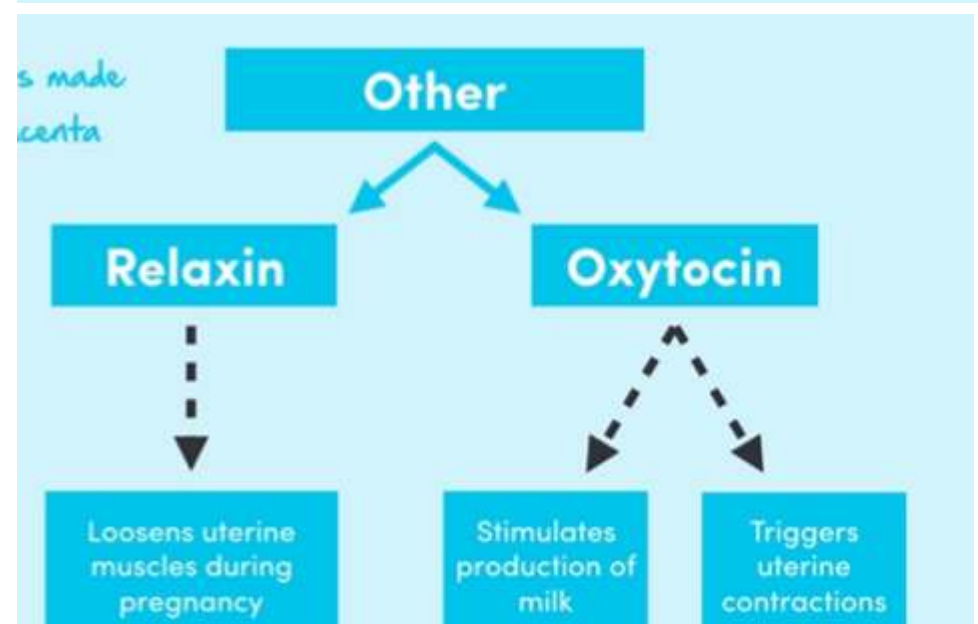 s made
centa
Other
Relaxin
Oxytocin
Loosens uterine
muscles during
pregnancy
Stimulates
production of
milk
Triggers
uterine
contractions